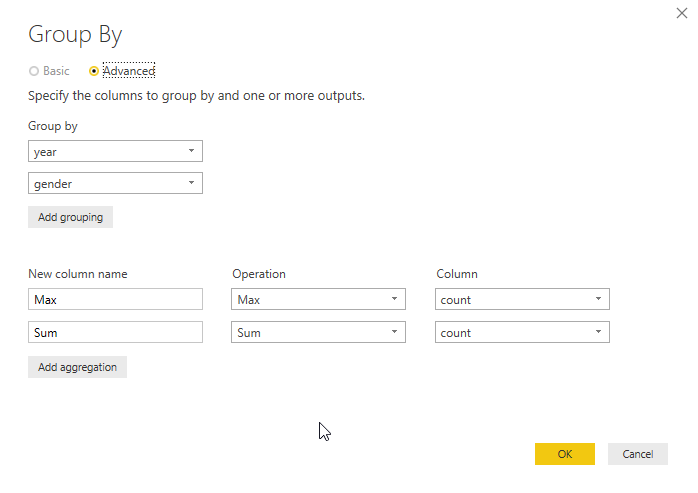 Group By
Basic Advanced
Specify the columns to group by and one or more outputs.
Group by
year
gender
Add grouping
New column name Operation Column
Max Max count
Sum Sum count
Add aggregation
OK Cancel